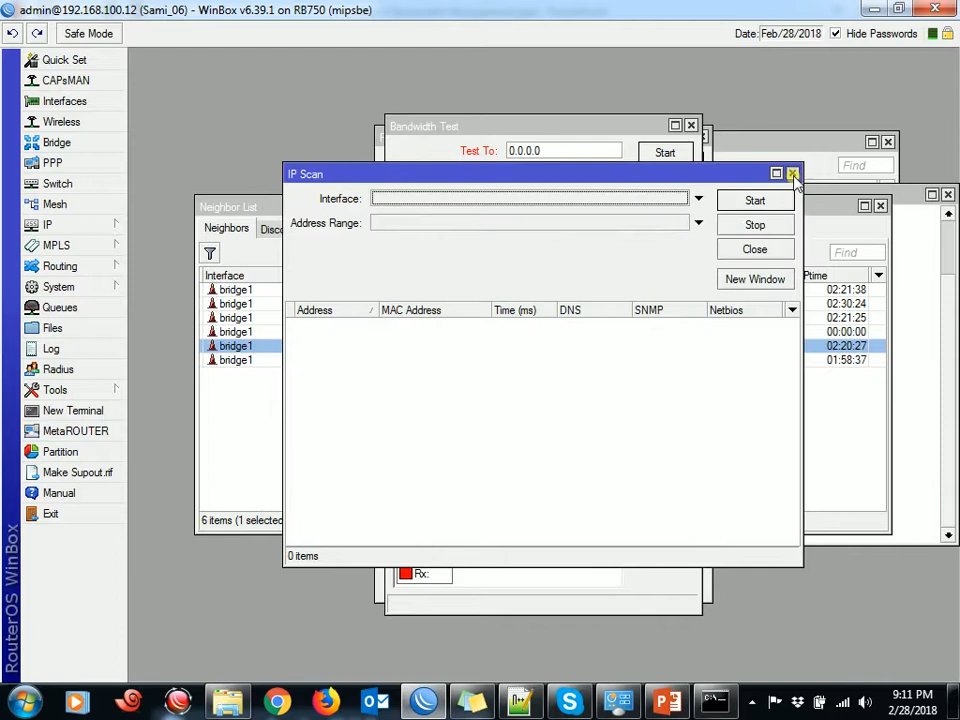 admin@192.168.100.12 (Sami_06) - WinBox v6.39.1 on RB750 (mipsbe)
Safe Mode
Date: Feb/28/2018
Hide Passwords
Quick Set
CAPsMAN
Interfaces
Wireless
Bridge
PPP
Switch
Mesh
IP
MPLS
Routing
System
Queues
Files
Log
Radius
Tools
New Terminal
MetaROUTER
Partition
Make Supout.rif
Manual
Exit
RouterOS WinBox
Bandwidth Test
Test To: 0.0.0.0
Start
Find
IP Scan
Interface:
Address Range:
Start
Stop
Close
New Window
Address
MAC Address
Time (ms)
DNS
SNMP
Netbios
0 items
Neighbor List
Neighbors
Disco
Find
Interface
ptime
bridge1 02:21:38
bridge1 02:30:24
bridge1 02:21:25
bridge1 00:00:00
bridge1 02:20:27
bridge1 01:58:37
6 items (1 selected
Rx:
9:11 PM
2/28/2018